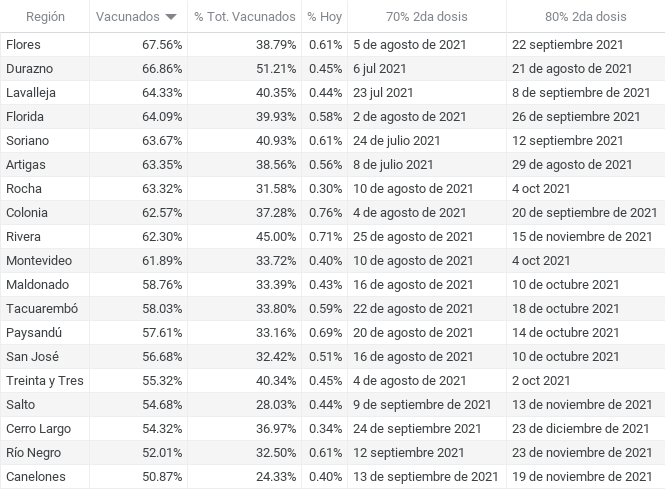 Región Vacunados % Tot. Vacunados % Hoy 70% 2da dosis 80% 2da dosis
Flores 67.56% 38.79% 0.61% 5 de agosto de 2021 22 septiembre 2021
Durazno 66.86% 51.21% 0.45% 6 jul 2021 21 de agosto de 2021
Lavalleja 64.33% 40.35% 0.44% 23 jul 2021 8 de septiembre de 2021
Florida 64.09% 39.93% 0.58% 2 de agosto de 2021 26 de septiembre 2021
Soriano 63.67% 40.93% 0.61% 24 de julio 2021 12 septiembre 2021
Artigas 63.35% 38.56% 0.56% 8 de julio 2021 29 de agosto de 2021
Rocha 63.32% 31.58% 0.30% 10 de agosto de 2021 4 oct 2021
Colonia 62.57% 37.28% 0.76% 4 de agosto de 2021 20 de septiembre de 2021
Rivera 62.30% 45.00% 0.71% 25 de agosto de 2021 15 de noviembre de 2021
Montevideo 61.89% 33.72% 0.40% 10 de agosto de 2021 4 oct 2021
Maldonado 58.76% 33.39% 0.43% 16 de agosto de 2021 10 de octubre 2021
Tacuarembó 58.03% 33.80% 0.59% 22 de agosto de 2021 18 de octubre 2021
Paysandú 57.61% 33.16% 0.69% 20 de agosto de 2021 14 de octubre 2021
San José 56.68% 32.42% 0.51% 16 de agosto de 2021 10 de octubre 2021
Treinta y Tres 55.32% 40.34% 0.45% 4 de agosto de 2021 2 oct 2021
Salto 54.68% 28.03% 0.44% 9 de septiembre de 2021 13 de noviembre de 2021
Cerro Largo 54.32% 36.97% 0.34% 24 de septiembre 2021 23 de diciembre de 2021
Río Negro 52.01% 32.50% 0.61% 12 septiembre 2021 23 de noviembre de 2021
Canelones 50.87% 24.33% 0.40% 13 de septiembre de 2021 19 de noviembre de 2021